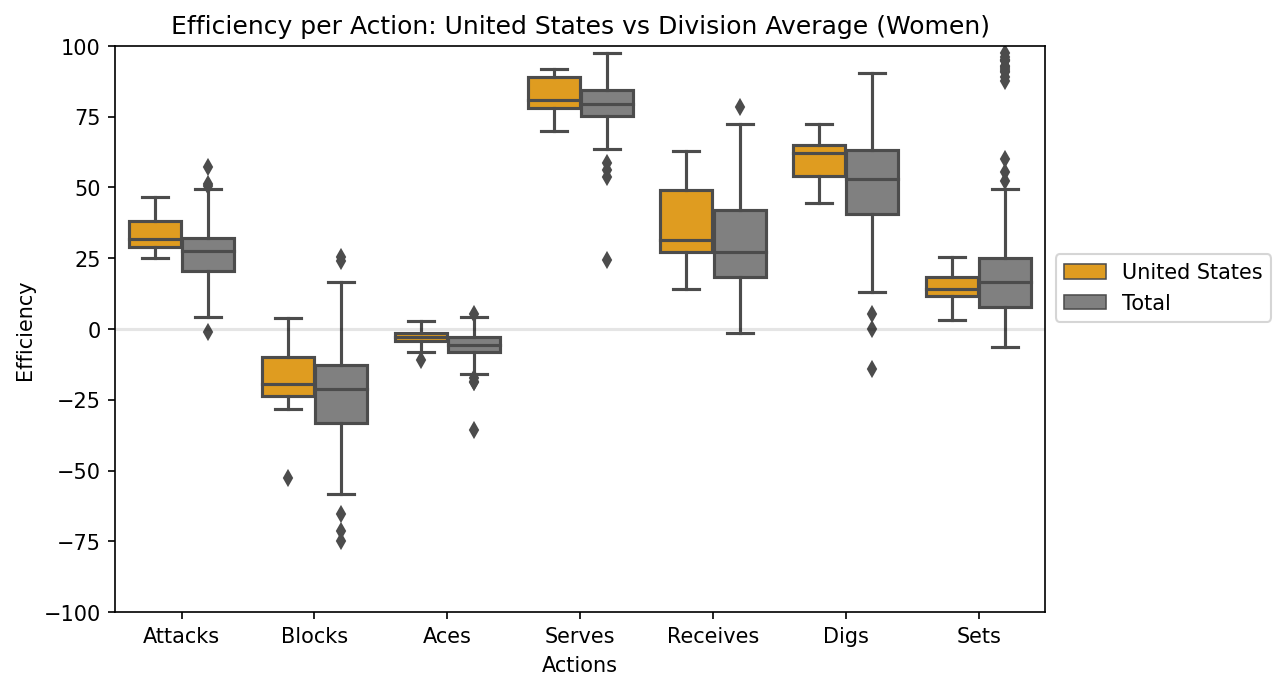 Efficiency per Action: United States vs Division Average (Women)
100
75
50
25
0
−25
−50
−75
−100
Efficiency
Attacks Blocks Aces Serves Receives Digs Sets
Actions
United States
Total